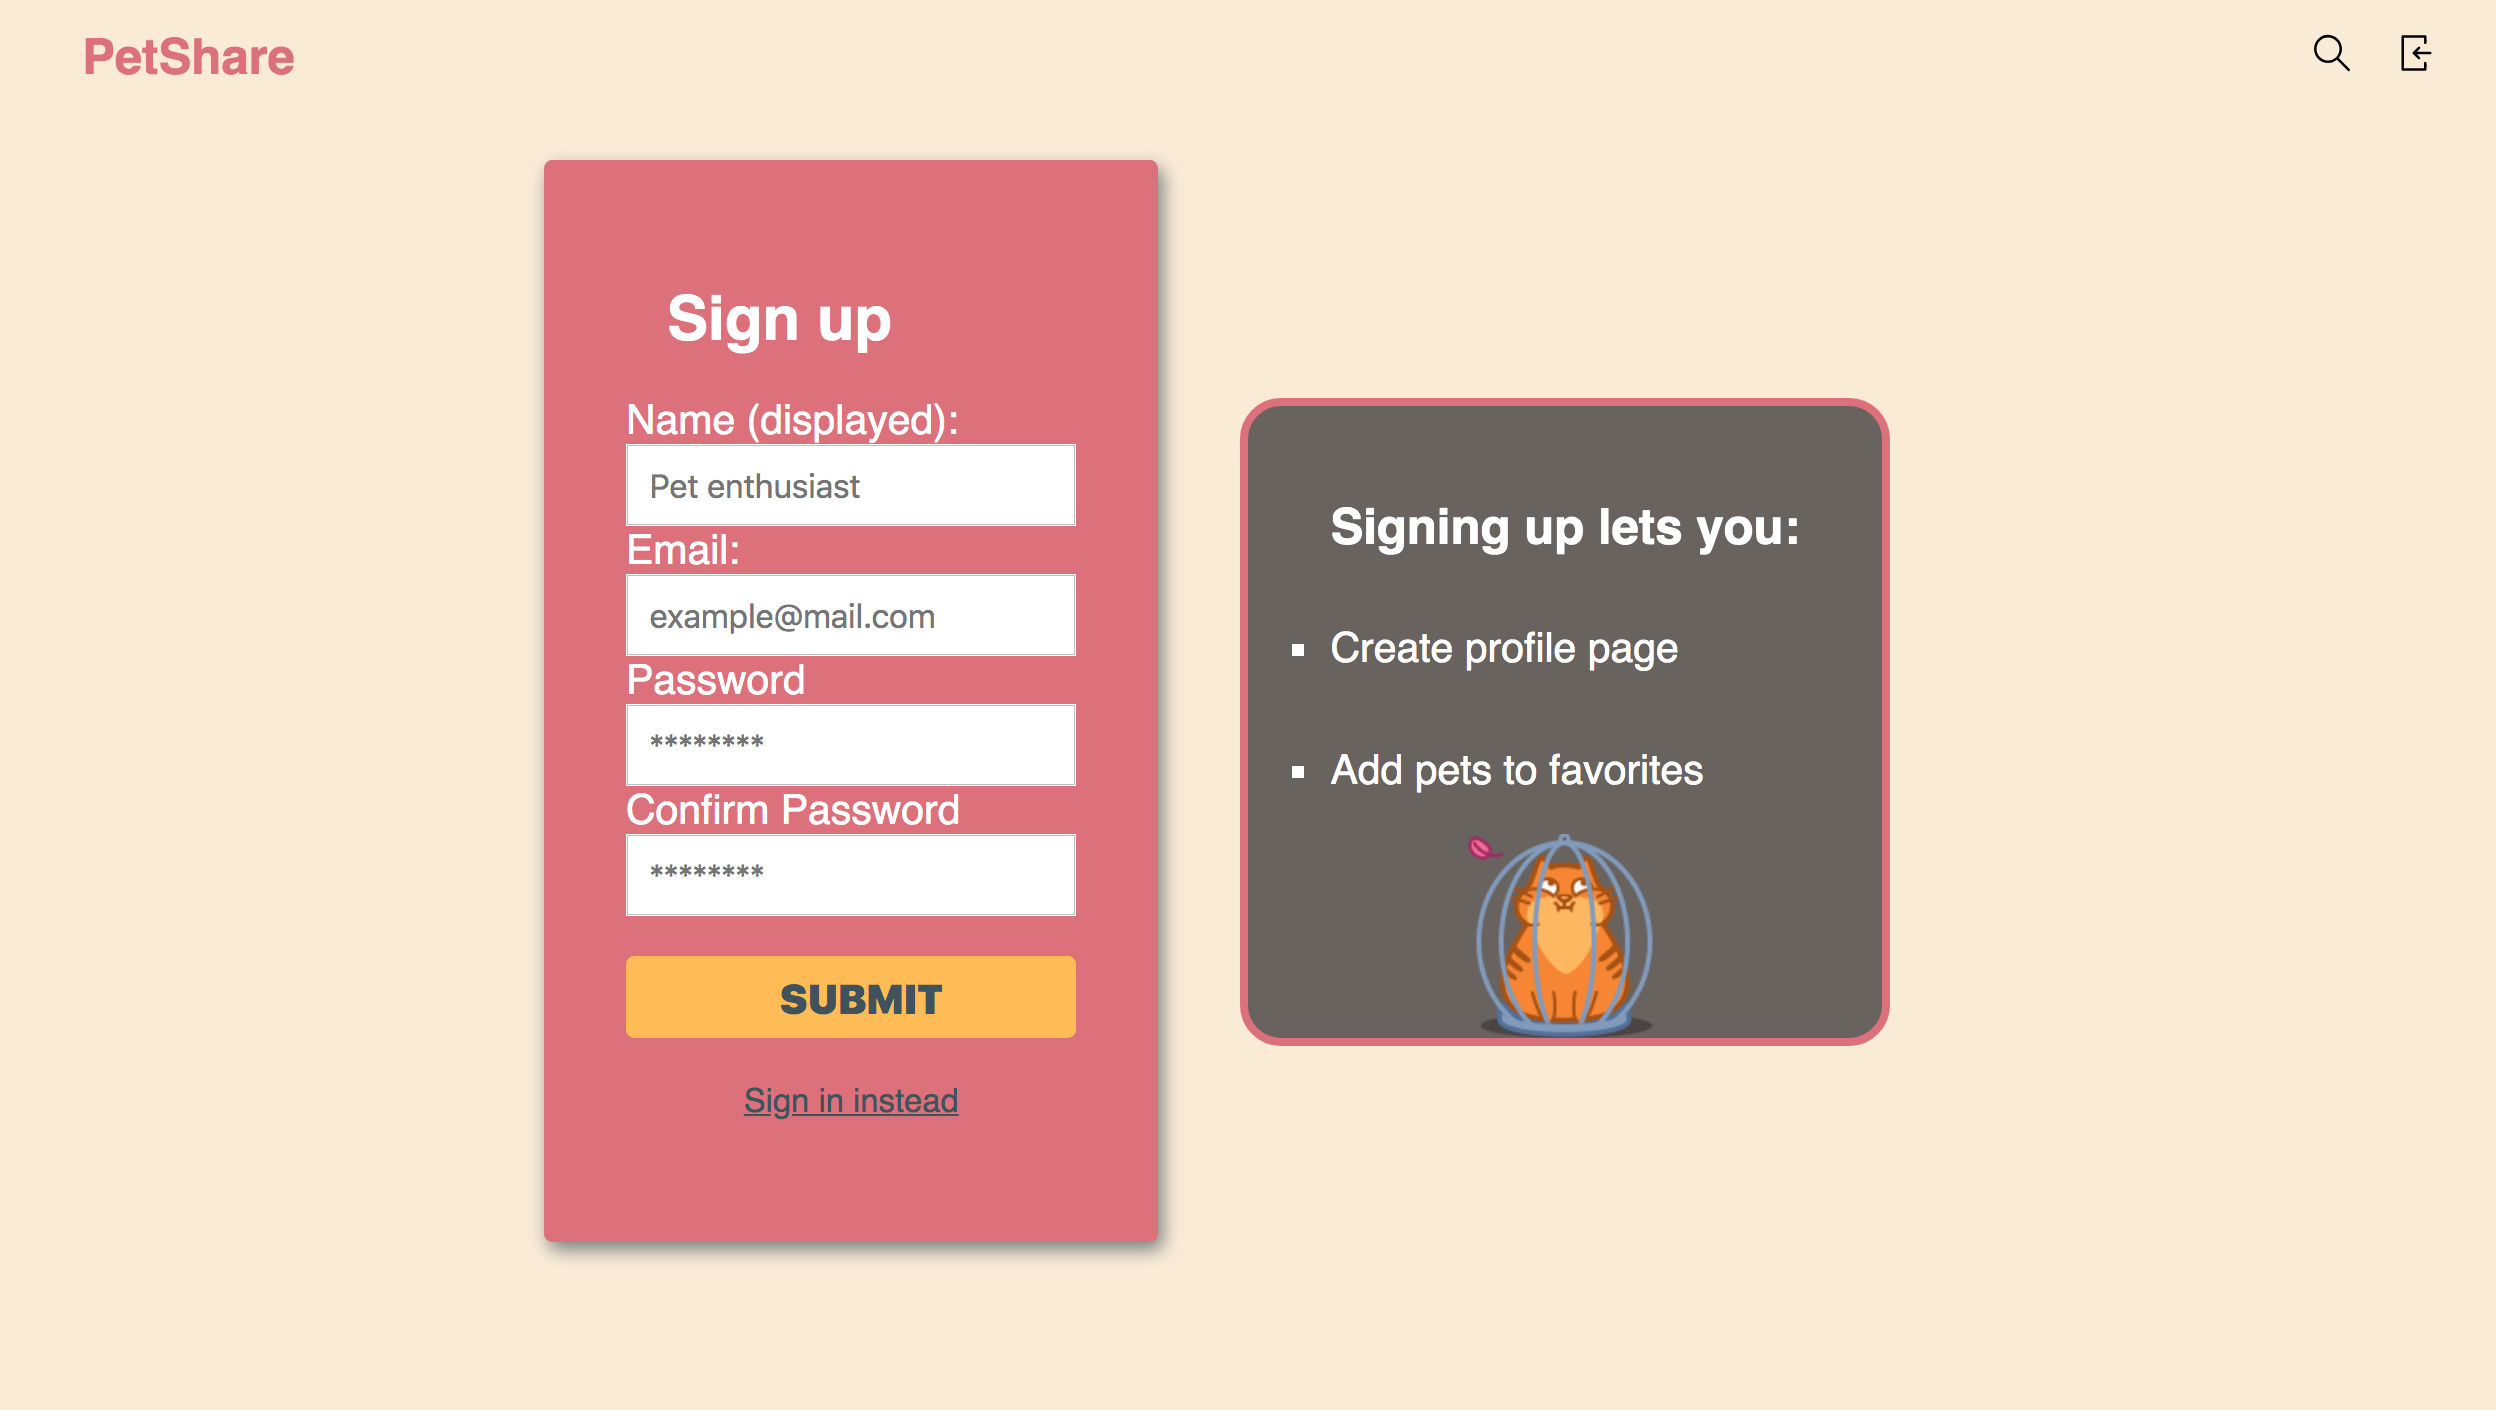 PetShare
Sign up
Name (displayed):
Pet enthusiast
Email:
example@mail.com
Password
********
Confirm Password
********
SUBMIT
Sign in instead
Signing up lets you:
Create profile page
Add pets to favorites